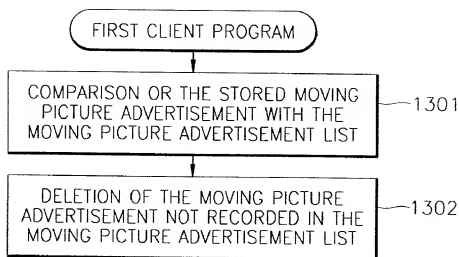 FIRST CLIENT PROGRAM
COMPARISON OR THE STORED MOVING
PICTURE ADVERTISEMENT WITH THE
MOVING PICTURE ADVERTISEMENT LIST
1301
DELETION OF THE MOVING PICTURE
ADVERTISEMENT NOT RECORDED IN THE
MOVING PICTURE ADVERTISEMENT LIST
1302